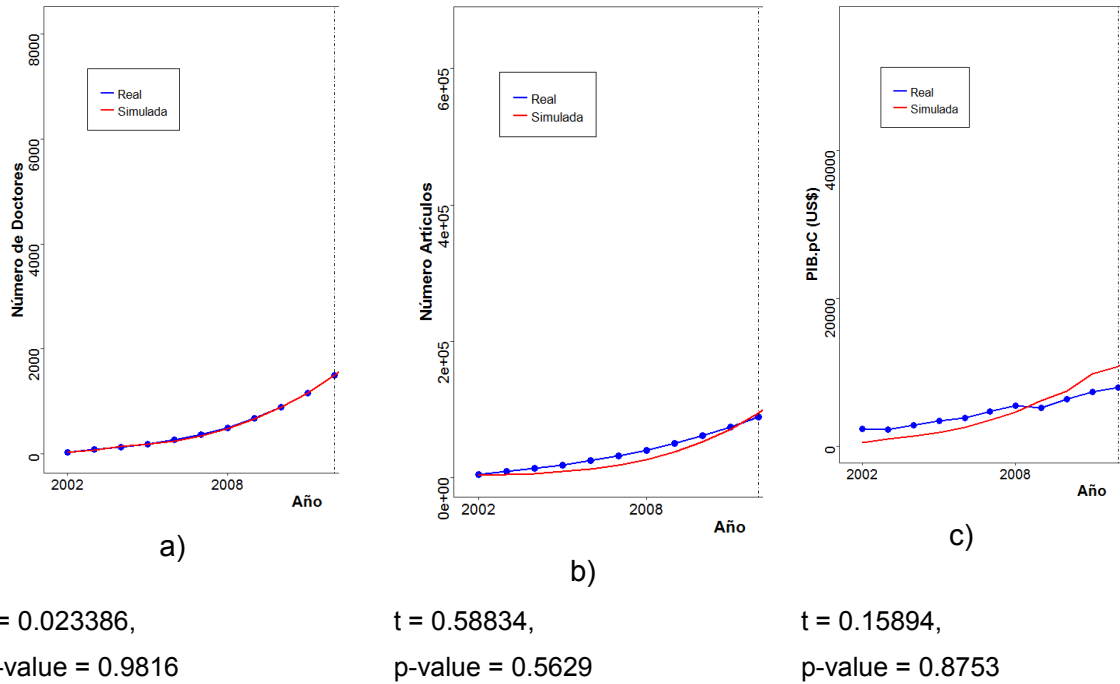 8000
6000
4000
2000
0
Número de Doctores
Real
Simulada
2002
2008
Año
a)
6e+05
4e+05
2e+05
0e+00
Número Artículos
Real
Simulada
2002
2008
Año
b)
40000
20000
0
PIB.pC (US$)
Real
Simulada
2002
2008
Año
c)
= 0.023386,
-value = 0.9816
t = 0.58834,
p-value = 0.5629
t = 0.15894,
p-value = 0.8753